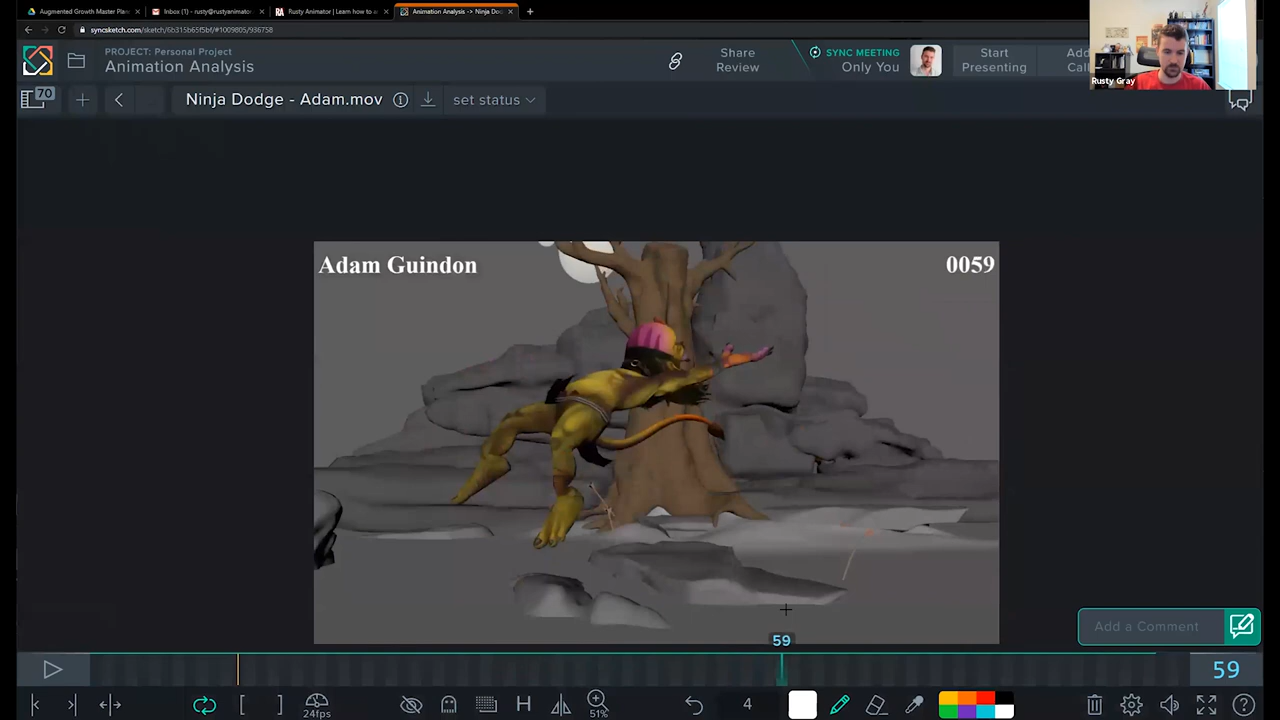 Augmented Growth Master Plan
Inbox (1) - rusty@rustyanimator
Rusty Animator | Learn how to a
Animation Analysis -> Ninja Dod
syncsketch.com/sketch/6b315b65f5bf/#1009805/936758
PROJECT: Personal Project
Animation Analysis
Share
Review
SYNC MEETING
Only You
Start
Presenting
Add
Call
Rusty Gray
70
Ninja Dodge - Adam.mov
set status
Adam Guindon
0059
Add a Comment
59
59
24fps
H
51%
4